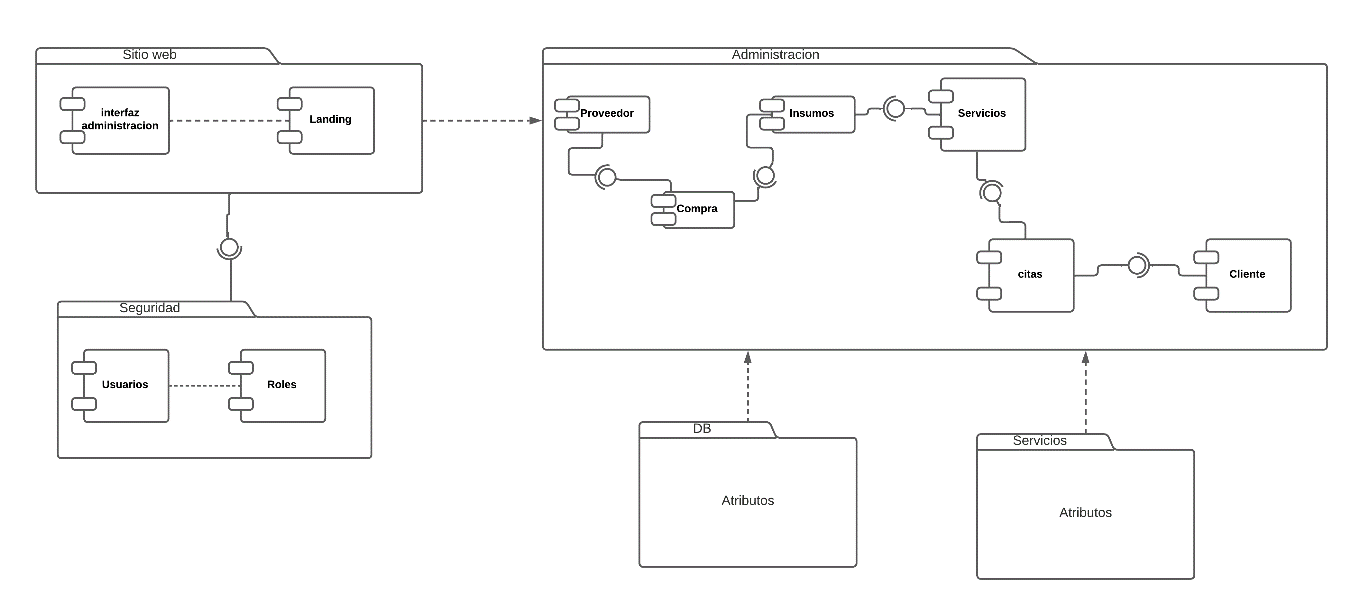 Sitio web
interfaz
administracion
Landing
Administracion
Proveedor
Compra
Insumos
Servicios
citas
Cliente
Seguridad
Usuarios
Roles
DB
Atributos
Servicios
Atributos